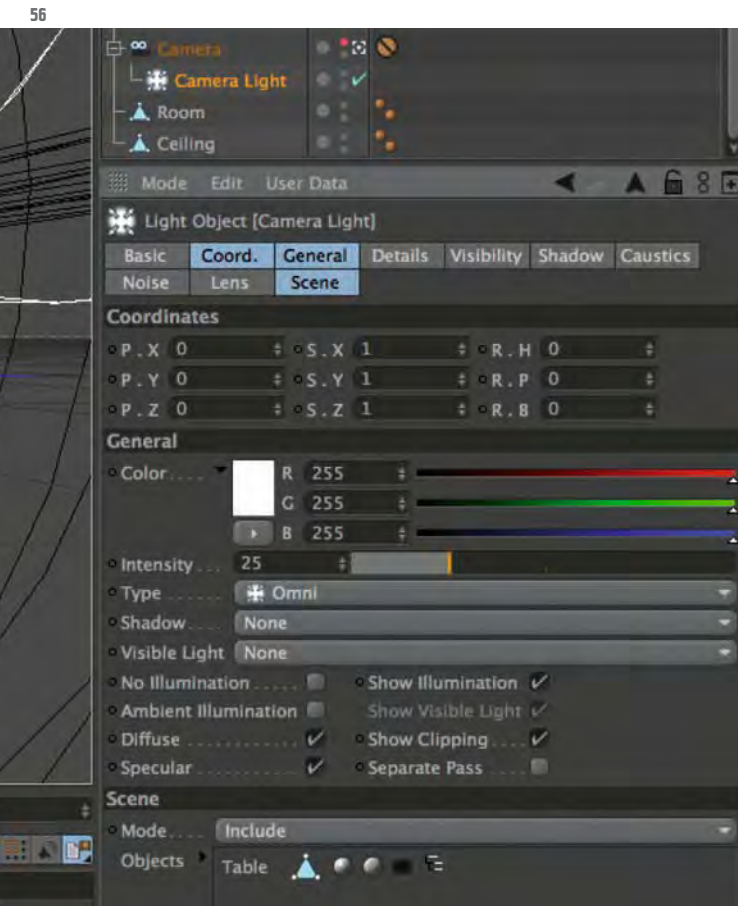 56
Camera
Camera Light
Room
Ceiling
Mode Edit User Data
Light Object [Camera Light]
Basic Coord. General Details Visibility Shadow Caustics
Noise Lens Scene
Coordinates
P . X 0 S . X 1 R . H 0
P . Y 0 S . Y 1 R . P 0
P . Z 0 S . Z 1 R . B 0
General
Color.... R 255
G 255
B 255
Intensity... 25
Type ...... Omni
Shadow.... None
Visible Light None
No Illumination ..... Show Illumination
Ambient Illumination Show Visible Light
Diffuse ............ Show Clipping ....
Specular ........... Separate Pass ....
Scene
Mode.... Include
Objects Table